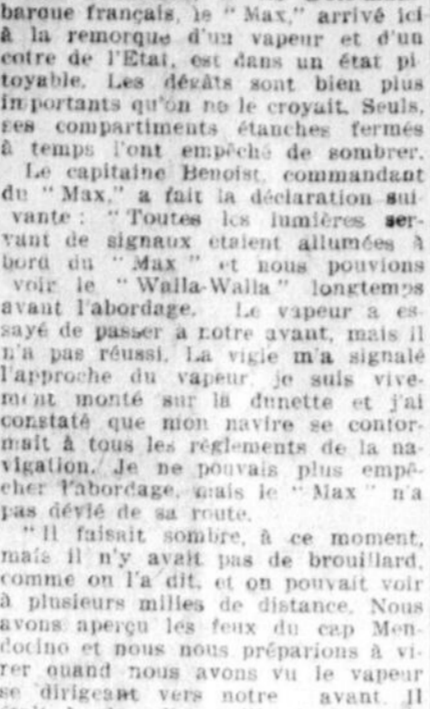 barque français, le "Max," arrivé ici
à la remorque d'un vapeur et d'un
cotre de l'Etat, est dans un état pi
toyable. Les dégâts sont bien plus
importants qu'on ne le croyait. Seuls,
ses compartiments étanches fermés
à temps l'ont empêché de sombrer.
Le capitaine Benoist, commandant
du "Max," a fait la déclaration sui
vante : "Toutes les lumières ser-
vant de signaux etaient allumées à
bord du "Max" et nous pouvions
voir le "Walla-Walla" longtemps
avant l'abordage. Le vapeur a es
sayé de passer a notre avant, mais il
n'a pas réussi. La vigie m'a signalé
l'approche du vapeur, je suis vive-
ment monté sur la dunette et j'ai
constaté que mon navire se confor-
mait à tous les règlements de la na-
vigation. Je ne pouvais plus empê-
cher l'abordage, mais le "Max" n'a
pas dévié de sa route.
"Il faisait sombre, à ce moment,
mais il n'y avait pas de brouillard,
comme on l'a dit, et on pouvait voir
à plusieurs milles de distance. Nous
avons aperçu les feux du cap Men-
docino et nous nous préparions à vi-
rer quand nous avons vu le vapeur
se dirigeant vers notre avant. Il